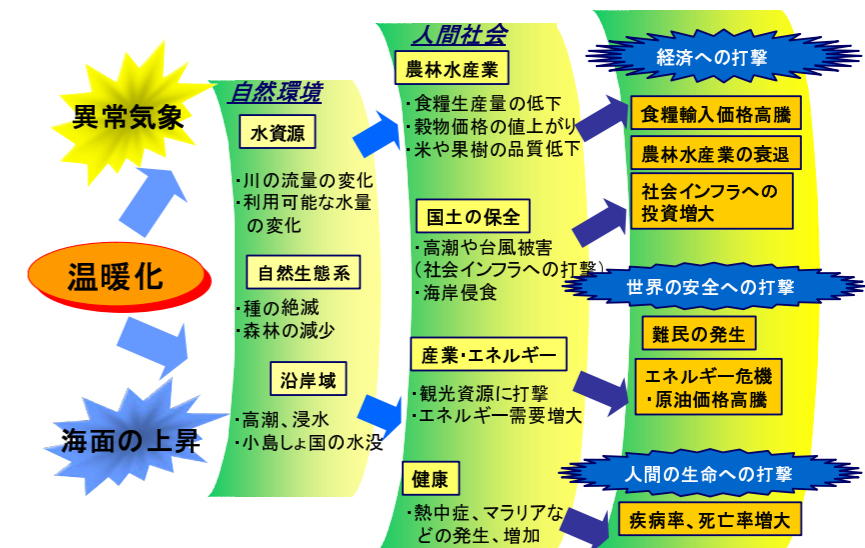 異常気象
温暖化
海面の上昇
自然環境
水資源
・川の流量の変化
・利用可能な水量
の変化
自然生態系
・種の絶滅
・森林の減少
沿岸域
・高潮、浸水
・小島しょ国の水没
人間社会
農林水産業
・食糧生産量の低下
・穀物価格の値上がり
・米や果樹の品質低下
国土の保全
・高潮や台風被害
(社会インフラへの打撃)
・海岸侵食
産業・エネルギー
・観光資源に打撃
・エネルギー需要増大
健康
・熱中症、マラリアな
どの発生、増加
経済への打撃
食糧輸入価格高騰
農林水産業の衰退
社会インフラへの
投資増大
世界の安全への打撃
難民の発生
エネルギー危機
・原油価格高騰
人間の生命への打撃
疾病率、死亡率増大